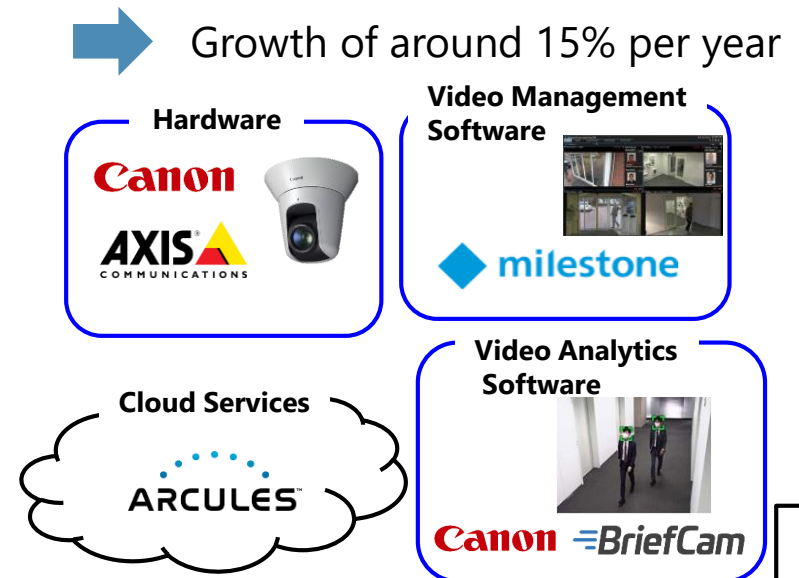 Growth of around 15% per year
Hardware
Canon
AXIS
COMMUNICATIONS
Video Management
Software
milestone
Cloud Services
ARCULES™
Video Analytics
Software
Canon BriefCam